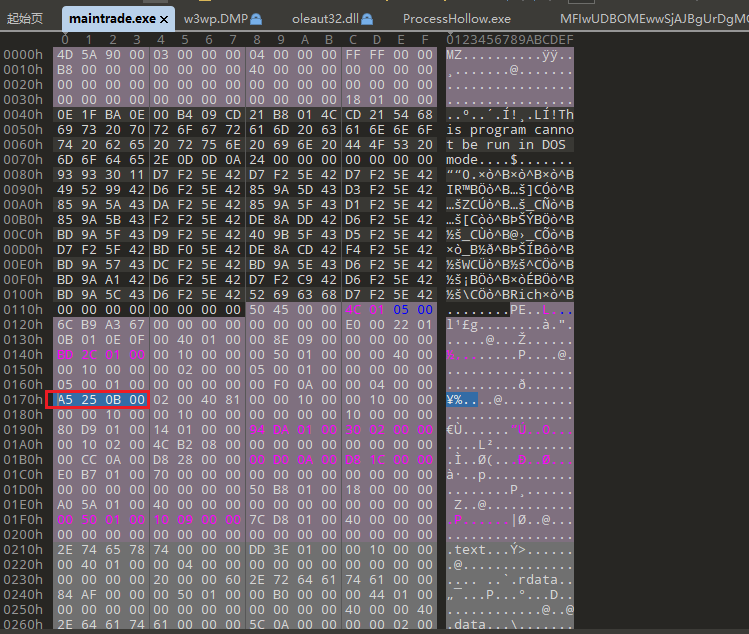 起始页 maintrade.exe × w3wp.DMP oleaut32.dll ProcessHollow.exe MFIwUDBOMEwwSjAJBgUrDgMC
0 1 2 3 4 5 6 7 8 9 A B C D E F 0123456789ABCDEF
0000h 4D 5A 90 00 03 00 00 00 04 00 00 00 FF FF 00 00 MZ..........ÿÿ..
0010h B8 00 00 00 00 00 00 00 40 00 00 00 00 00 00 00 ¸.......@.......
0020h 00 00 00 00 00 00 00 00 00 00 00 00 00 00 00 00 ................
0030h 00 00 00 00 00 00 00 00 00 00 00 00 18 01 00 00 ................
0040h 0E 1F BA 0E 00 B4 09 CD 21 B8 01 4C CD 21 54 68 ..º..´.Í!¸.LÍ!Th
0050h 69 73 20 70 72 6F 67 72 61 6D 20 63 61 6E 6E 6F is program canno
0060h 74 20 62 65 20 72 75 6E 20 69 6E 20 44 4F 53 20 t be run in DOS
0070h 6D 6F 64 65 2E 0D 0D 0A 24 00 00 00 00 00 00 00 mode....$.......
0080h 93 93 30 11 D7 F2 5E 42 D7 F2 5E 42 D7 F2 5E 42 ““0.×ò^B×ò^B×ò^B
0090h 49 52 99 42 D6 F2 5E 42 85 9A 5D 43 D3 F2 5E 42 IR™BÖò^B…š]CÓò^B
00A0h 85 9A 5A 43 DA F2 5E 42 85 9A 5F 43 D1 F2 5E 42 …šZCÚò^B…š_CÑò^B
00B0h 85 9A 5B 43 F2 F2 5E 42 DE 8A DD 42 D6 F2 5E 42 …š[Còò^BÞŠÝBÖò^B
00C0h BD 9A 5F 43 D9 F2 5E 42 40 9B 5F 43 D5 F2 5E 42 ½š_CÙò^B@›_CÕò^B
00D0h D7 F2 5F 42 BD F0 5E 42 DE 8A CD 42 F4 F2 5E 42 ×ò_B½ð^BÞŠÍBôò^B
00E0h BD 9A 57 43 DC F2 5E 42 BD 9A 5E 43 D6 F2 5E 42 ½šWCÜò^B½š^CÖò^B
00F0h BD 9A A1 42 D6 F2 5E 42 D7 F2 C9 42 D6 F2 5E 42 ½š¡BÖò^B×òÉBÖò^B
0100h BD 9A 5C 43 D6 F2 5E 42 52 69 63 68 D7 F2 5E 42 ½š\CÖò^BRich×ò^B
0110h 00 00 00 00 00 00 00 00 50 45 00 00 4C 01 05 00 ........PE..L...
0120h 6C B9 A3 67 00 00 00 00 00 00 00 00 E0 00 22 01 l¹£g........à.".
0130h 0B 01 0E 0F 00 40 01 00 00 8E 09 00 00 00 00 00 .....@...Ž......
0140h 00 10 00 00 00 50 01 00 00 00 40 00 .....P....@.
0150h 00 10 00 00 00 02 00 00 05 00 01 00 00 00 00 00 ................
0160h 05 00 01 00 00 00 00 00 00 F0 0A 00 00 04 00 00 .........ð......
0170h A5 25 0B 00 02 00 40 81 00 00 10 00 00 10 00 00 ¥%....@.........
0180h 00 00 10 00 00 10 00 00 00 00 00 00 10 00 00 00 ................
0190h 80 D9 01 00 14 01 00 00 94 DA 01 00 30 02 00 00 €Ù......”Ú..0...
01A0h 00 10 02 00 4C B2 08 00 00 00 00 00 00 00 00 00 ....L²..........
01B0h 00 CC 0A 00 D8 28 00 00 00 D0 0A 00 D8 1C 00 00 .Ì..Ø(...Ð..Ø...
01C0h E0 B7 01 00 70 00 00 00 00 00 00 00 00 00 00 00 à·..p...........
01D0h 00 00 00 00 00 00 00 00 50 B8 01 00 18 00 00 00 ........P¸......
01E0h A0 5A 01 00 40 00 00 00 00 00 00 00 00 00 00 00 Z..@...........
01F0h 00 50 01 00 10 02 00 00 7C D8 01 00 40 00 00 00 .P......|Ø..@...
0200h 00 00 00 00 00 00 00 00 00 00 00 00 00 00 00 00 ................
0210h 2E 74 65 78 74 00 00 00 DD 3E 01 00 00 10 00 00 .text...Ý>......
0220h 00 40 01 00 00 04 00 00 00 00 00 00 00 00 00 00 .@..............
0230h 00 00 00 00 20 00 00 60 2E 72 64 61 74 61 00 00 .... ..`.rdata..
0240h 84 AF 00 00 00 50 01 00 00 B0 00 00 00 44 01 00 „¯...P...°...D..
0250h 00 00 00 00 00 00 00 00 00 00 00 00 40 00 00 40 ............@..@
0260h 2E 64 61 74 61 00 00 00 5C 0A 00 00 00 00 02 00 .data...\.......